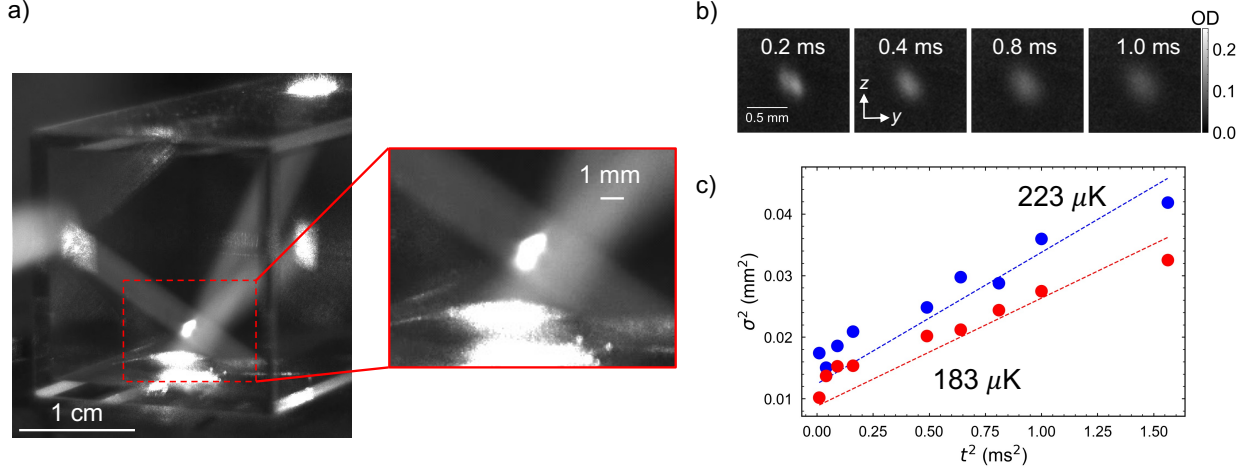 a)
1 cm
1 mm
b)
OD
0.2 ms
0.4 ms
0.8 ms
1.0 ms
0.5 mm
z
y
0.2
0.1
0.0
c)
223 μK
183 μK
0.04
0.03
0.02
0.01
σ² (mm²)
0.00
0.25
0.50
0.75
1.00
1.25
1.50
t² (ms²)